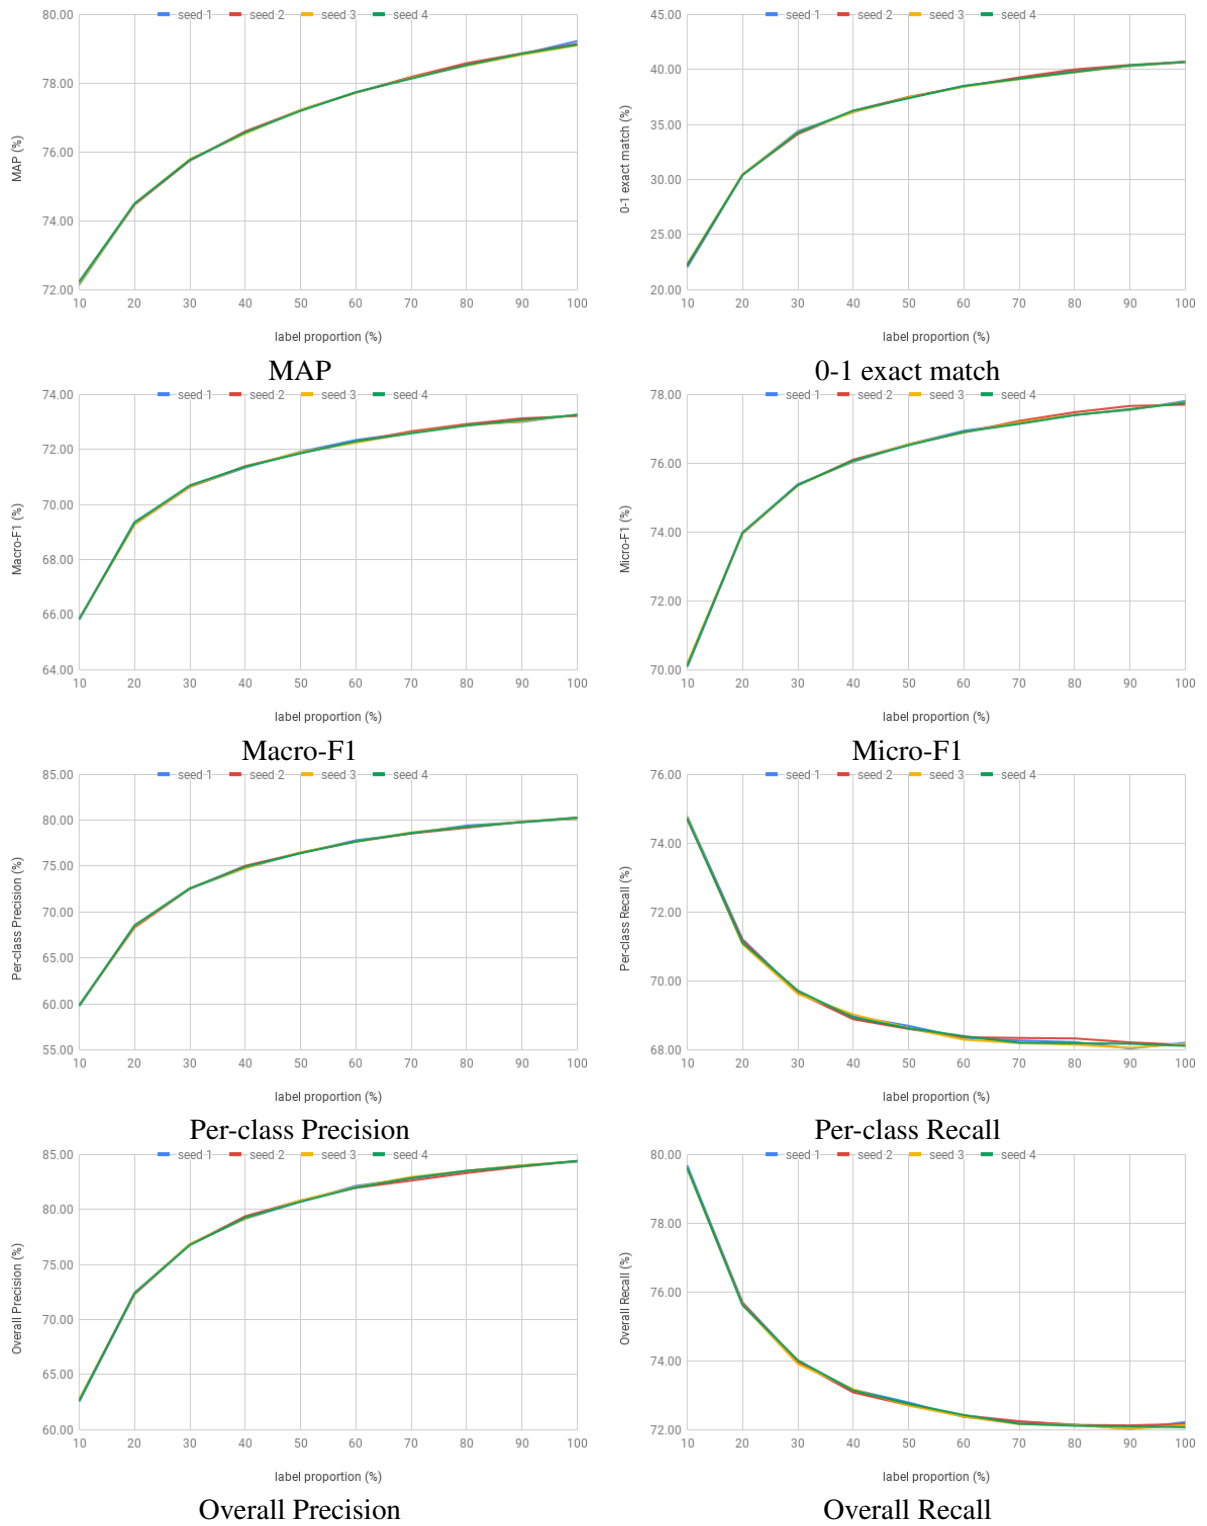 80.00
seed 1 seed 2 seed 3 seed 4
78.00
76.00
74.00
72.00
MAP (%)
10 20 30 40 50 60 70 80 90 100
label proportion (%)
MAP
45.00
seed 1 seed 2 seed 3 seed 4
40.00
35.00
30.00
25.00
20.00
0-1 exact match (%)
10 20 30 40 50 60 70 80 90 100
label proportion (%)
0-1 exact match
74.00
seed 1 seed 2 seed 3 seed 4
72.00
70.00
68.00
66.00
64.00
Macro-F1 (%)
10 20 30 40 50 60 70 80 90 100
label proportion (%)
Macro-F1
78.00
seed 1 seed 2 seed 3 seed 4
76.00
74.00
72.00
70.00
Micro-F1 (%)
10 20 30 40 50 60 70 80 90 100
label proportion (%)
Micro-F1
85.00
seed 1 seed 2 seed 3 seed 4
80.00
75.00
70.00
65.00
60.00
55.00
Per-class Precision (%)
10 20 30 40 50 60 70 80 90 100
label proportion (%)
Per-class Precision
76.00
seed 1 seed 2 seed 3 seed 4
74.00
72.00
70.00
68.00
Per-class Recall (%)
10 20 30 40 50 60 70 80 90 100
label proportion (%)
Per-class Recall
85.00
seed 1 seed 2 seed 3 seed 4
80.00
75.00
70.00
65.00
60.00
Overall Precision (%)
10 20 30 40 50 60 70 80 90 100
label proportion (%)
Overall Precision
80.00
seed 1 seed 2 seed 3 seed 4
78.00
76.00
74.00
72.00
Overall Recall (%)
10 20 30 40 50 60 70 80 90 100
label proportion (%)
Overall Recall